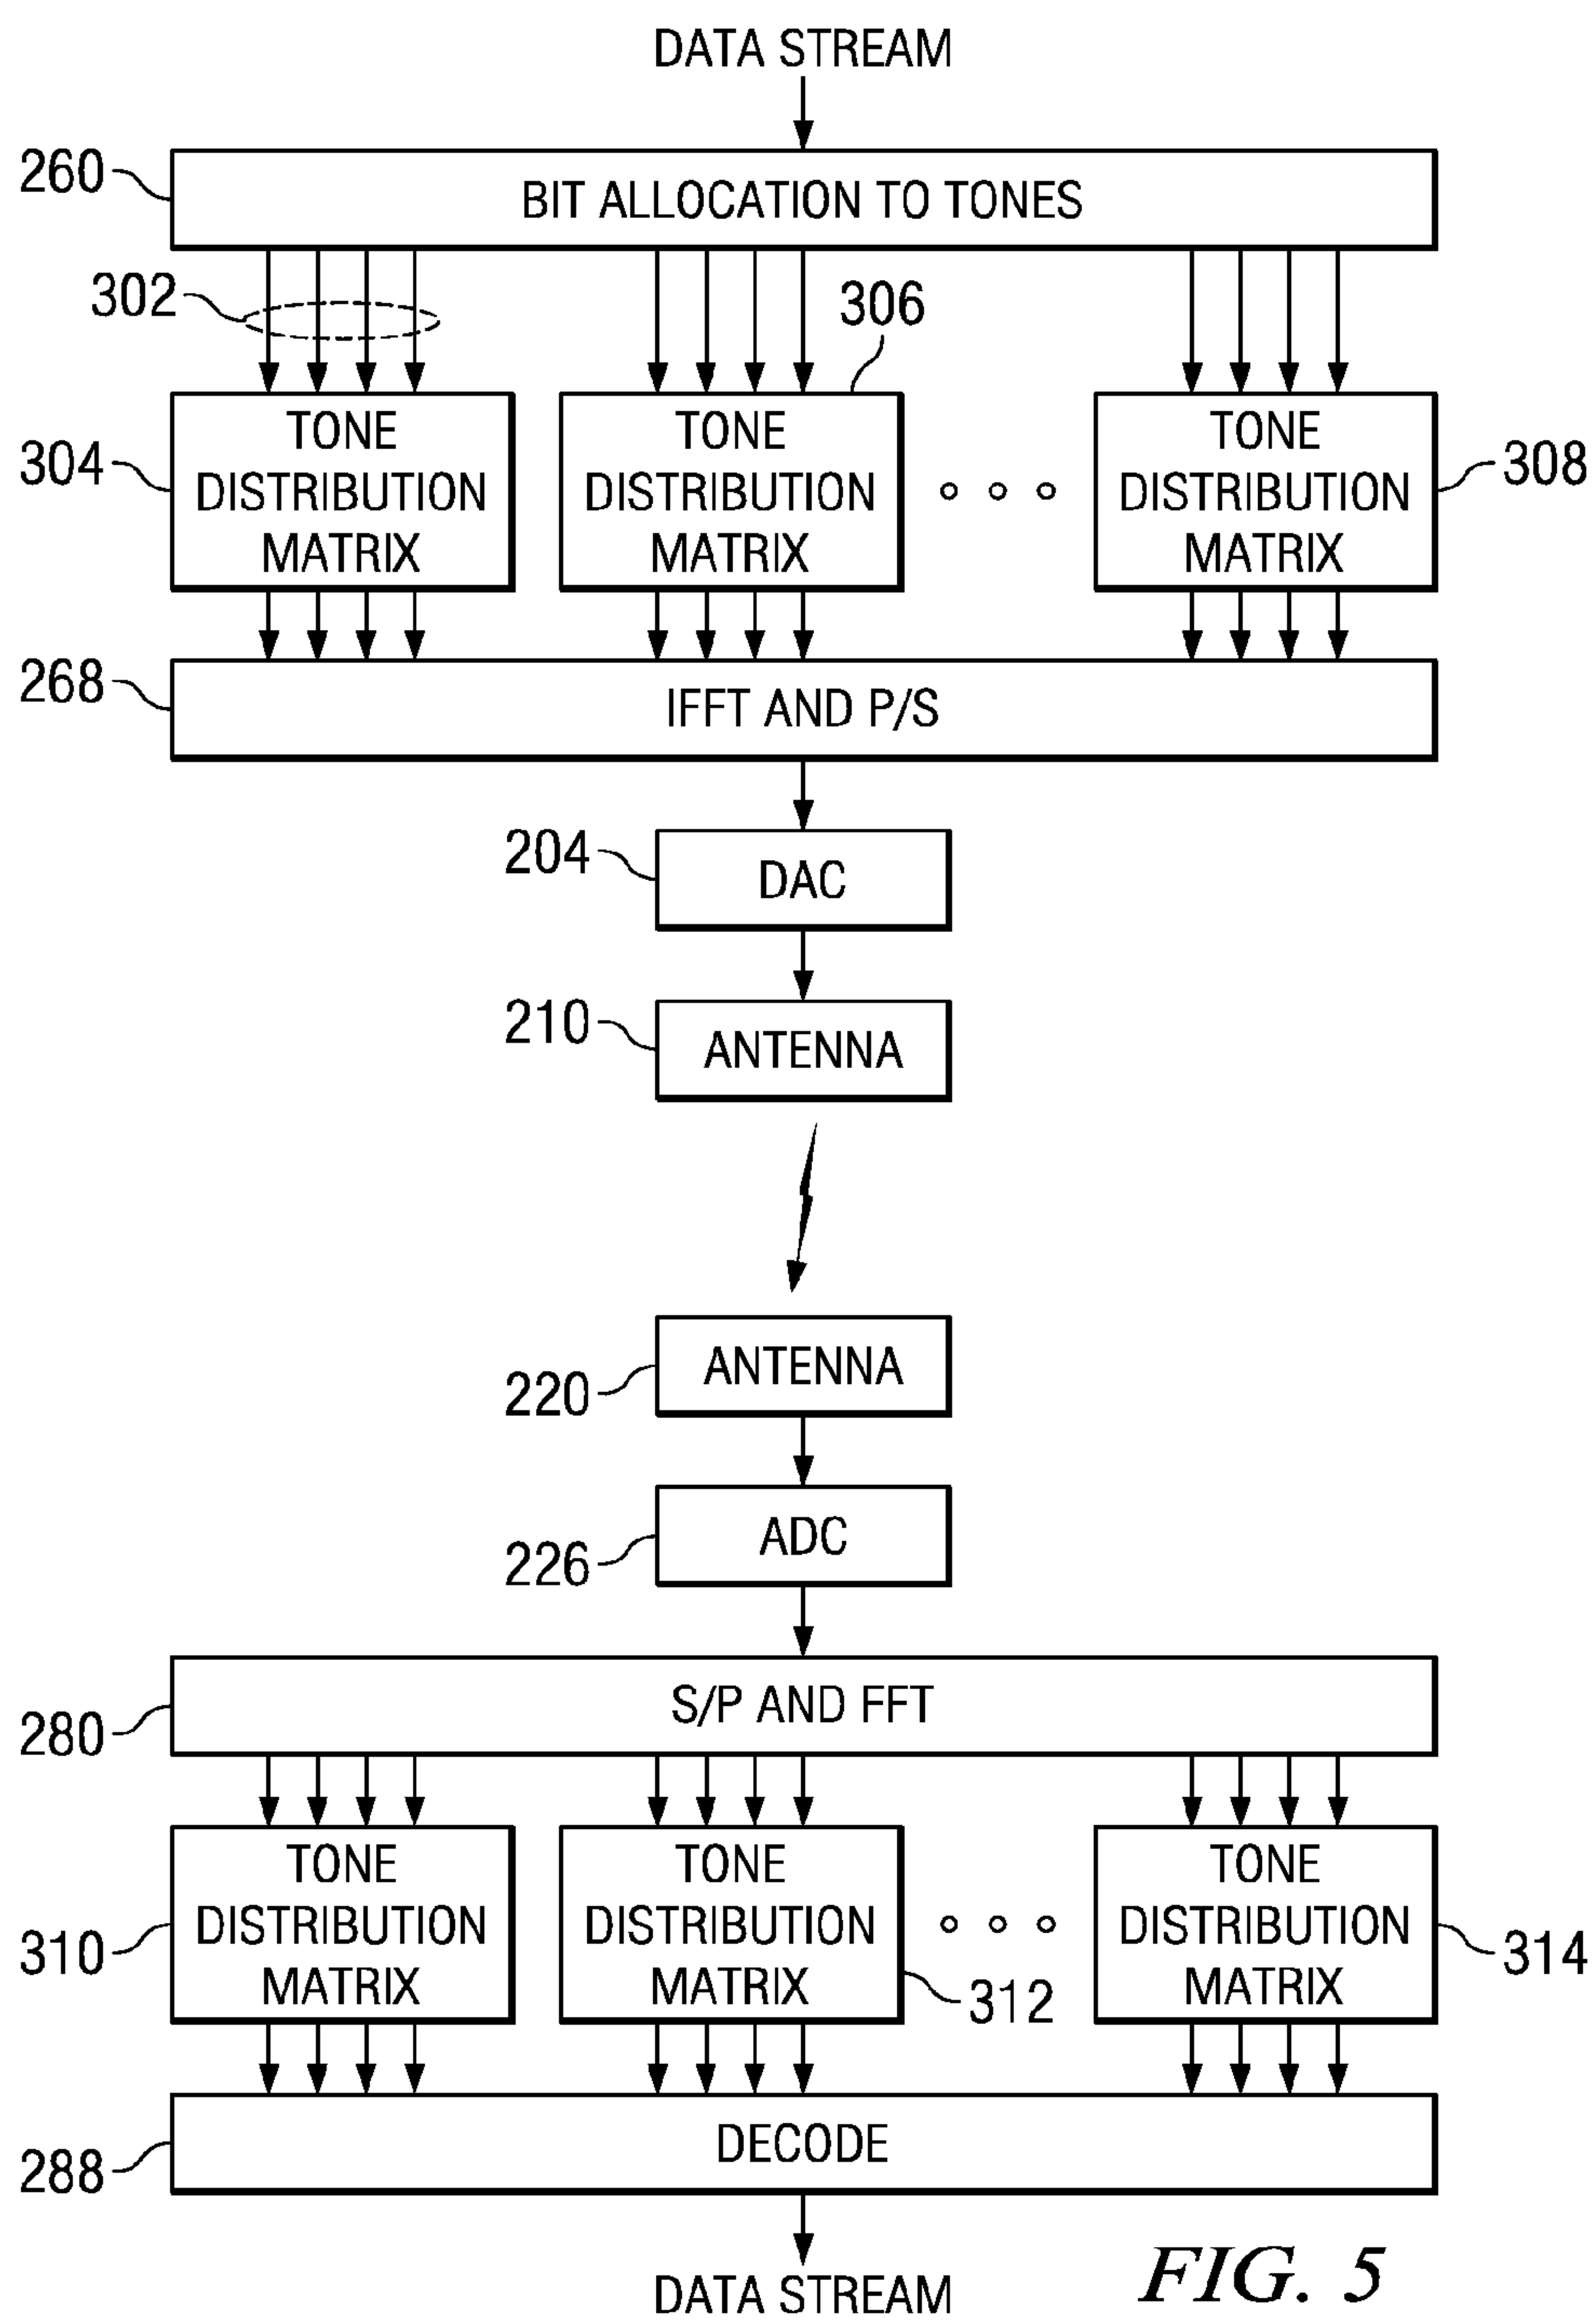 DATA STREAM
260
BIT ALLOCATION TO TONES
302
306
304
TONE
DISTRIBUTION
MATRIX
TONE
DISTRIBUTION
MATRIX
TONE
DISTRIBUTION
MATRIX
308
268
IFFT AND P/S
204
DAC
210
ANTENNA
220
ANTENNA
226
ADC
280
S/P AND FFT
310
TONE
DISTRIBUTION
MATRIX
TONE
DISTRIBUTION
MATRIX
312
TONE
DISTRIBUTION
MATRIX
314
288
DECODE
DATA STREAM
FIG. 5